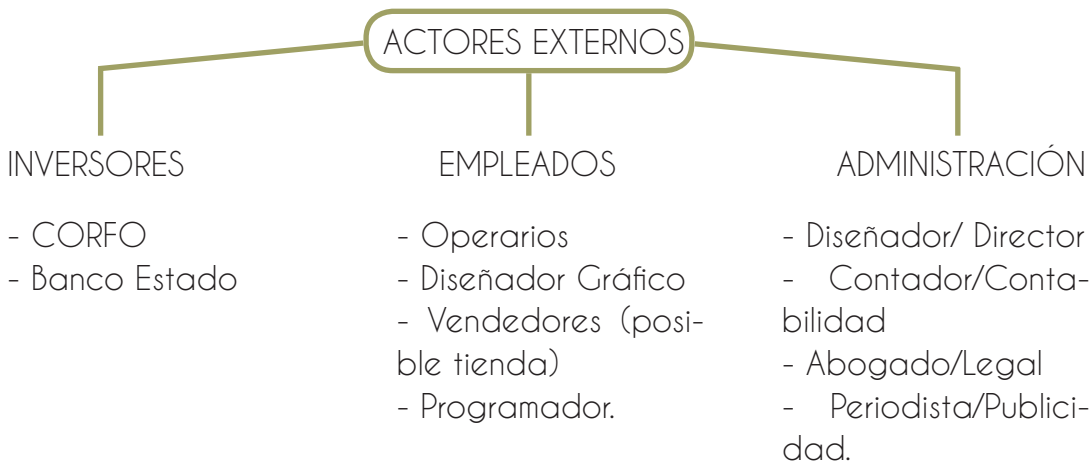 ACTORES EXTERNOS
INVERSORES
- CORFO
- Banco Estado
EMPLEADOS
- Operarios
- Diseñador Gráfico
- Vendedores (posi-
ble tienda)
- Programador.
ADMINISTRACIÓN
- Diseñador/ Director
- Contador/Conta-
bilidad
- Abogado/Legal
- Periodista/Publici-
dad.